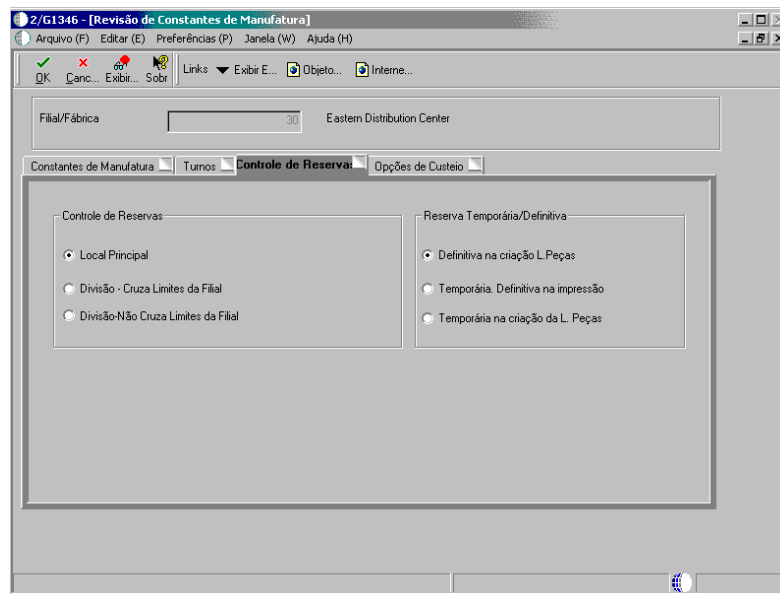 2/G1346 - [Revisão de Constantes de Manufatura]
Arquivo (F) Editar (E) Preferências (P) Janela (W) Ajuda (H)
OK Canc... Exibir... Sobr Links Exibir E... Objeto... Interne...
Filial/Fábrica 30 Eastern Distribution Center
Constantes de Manufatura Turnos Controle de Reservas Opções de Custeio
Controle de Reservas Reserva Temporária/Definitiva
Local Principal Definitiva na criação L.Peças
Divisão - Cruza Limites da Filial Temporária. Definitiva na impressão
Divisão-Não Cruza Limites da Filial Temporária na criação da L. Peças